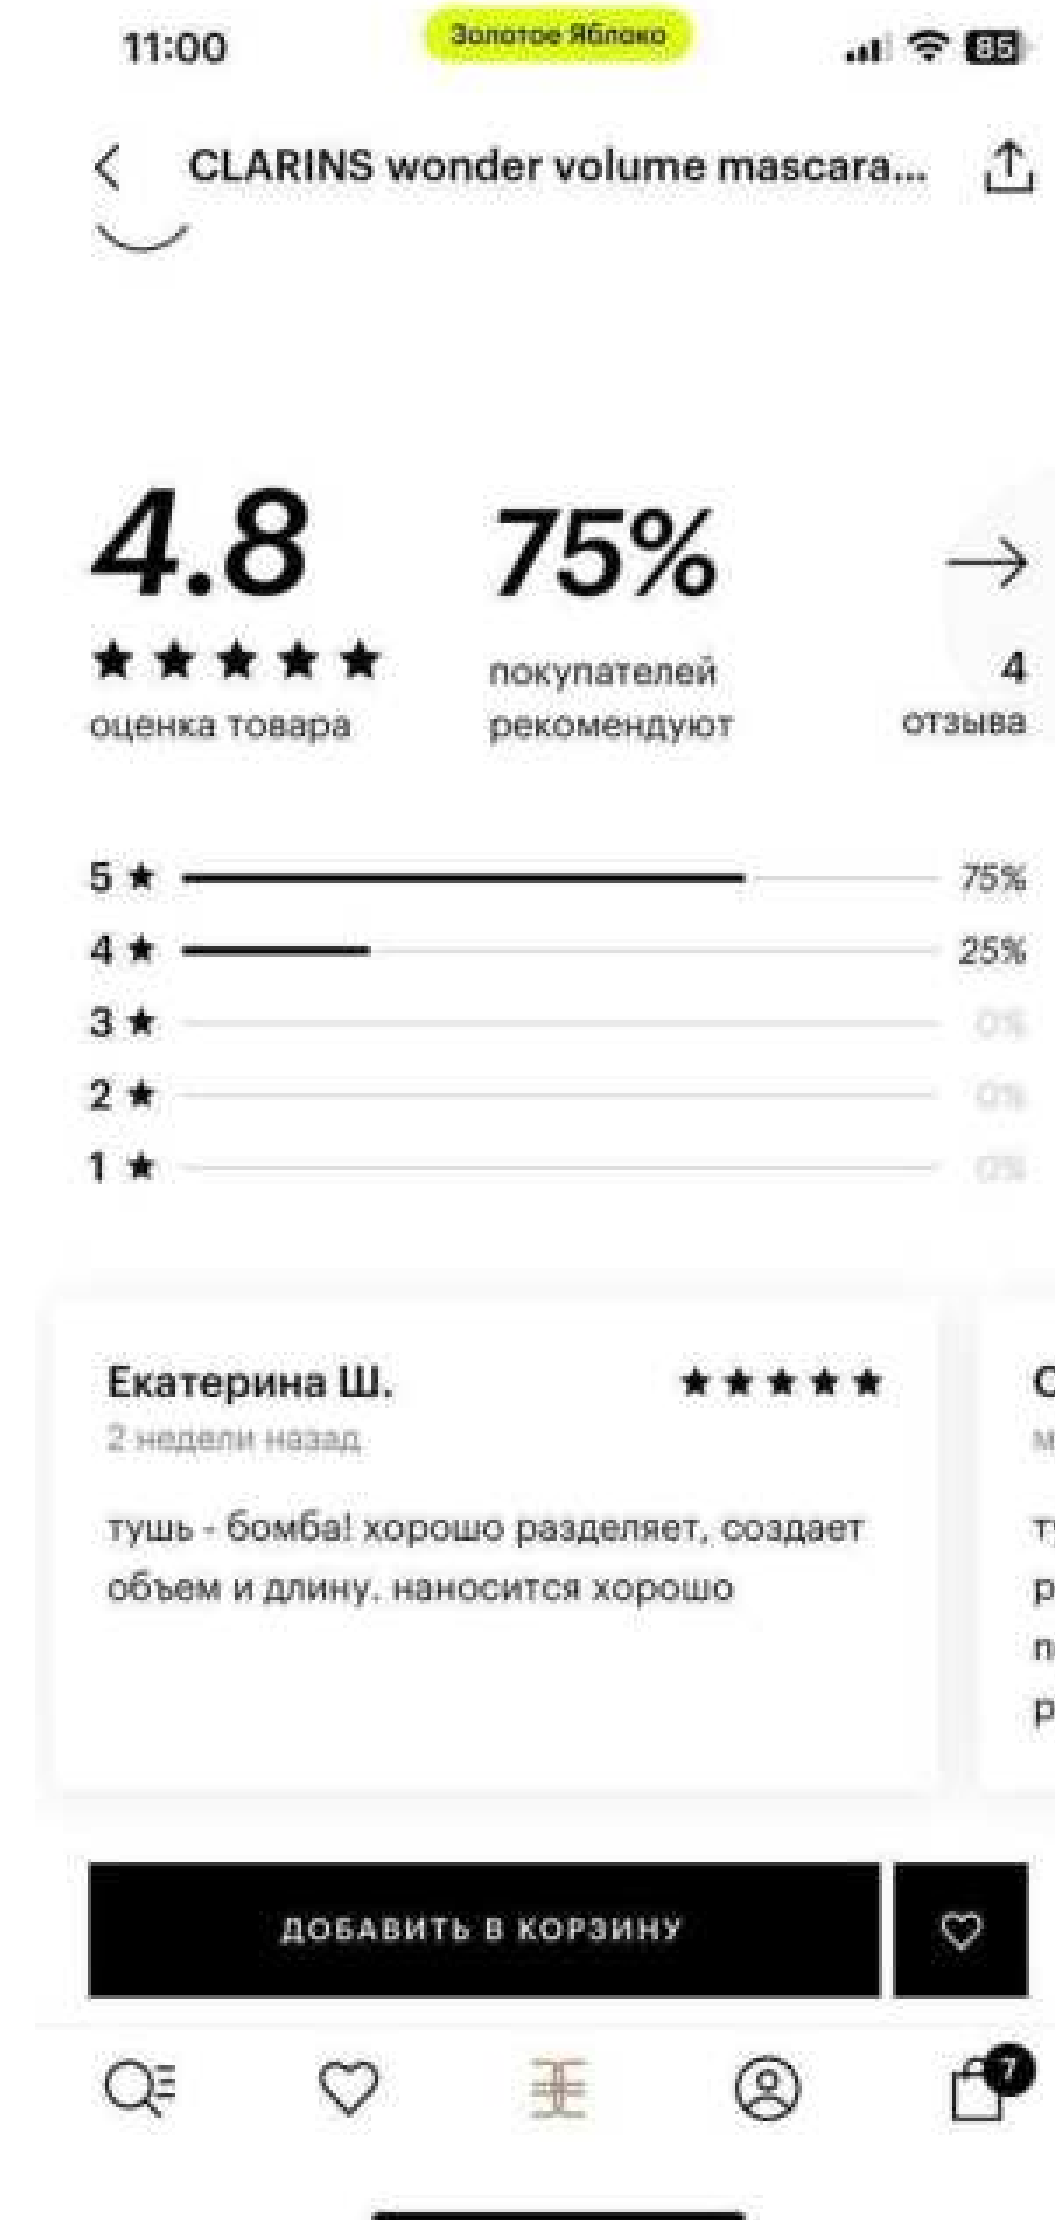 11:00
Золотое Яблоко
85
CLARINS wonder volume mascara...
4.8
75%
покупателей
рекомендуют
4
отзыва
оценка товара
5 75%
4 25%
3 0%
2 0%
1 0%
Екатерина Ш.
2 недели назад
тушь - бомба! хорошо разделяет, создает
объем и длину. наносится хорошо
ДОБАВИТЬ В КОРЗИНУ
7